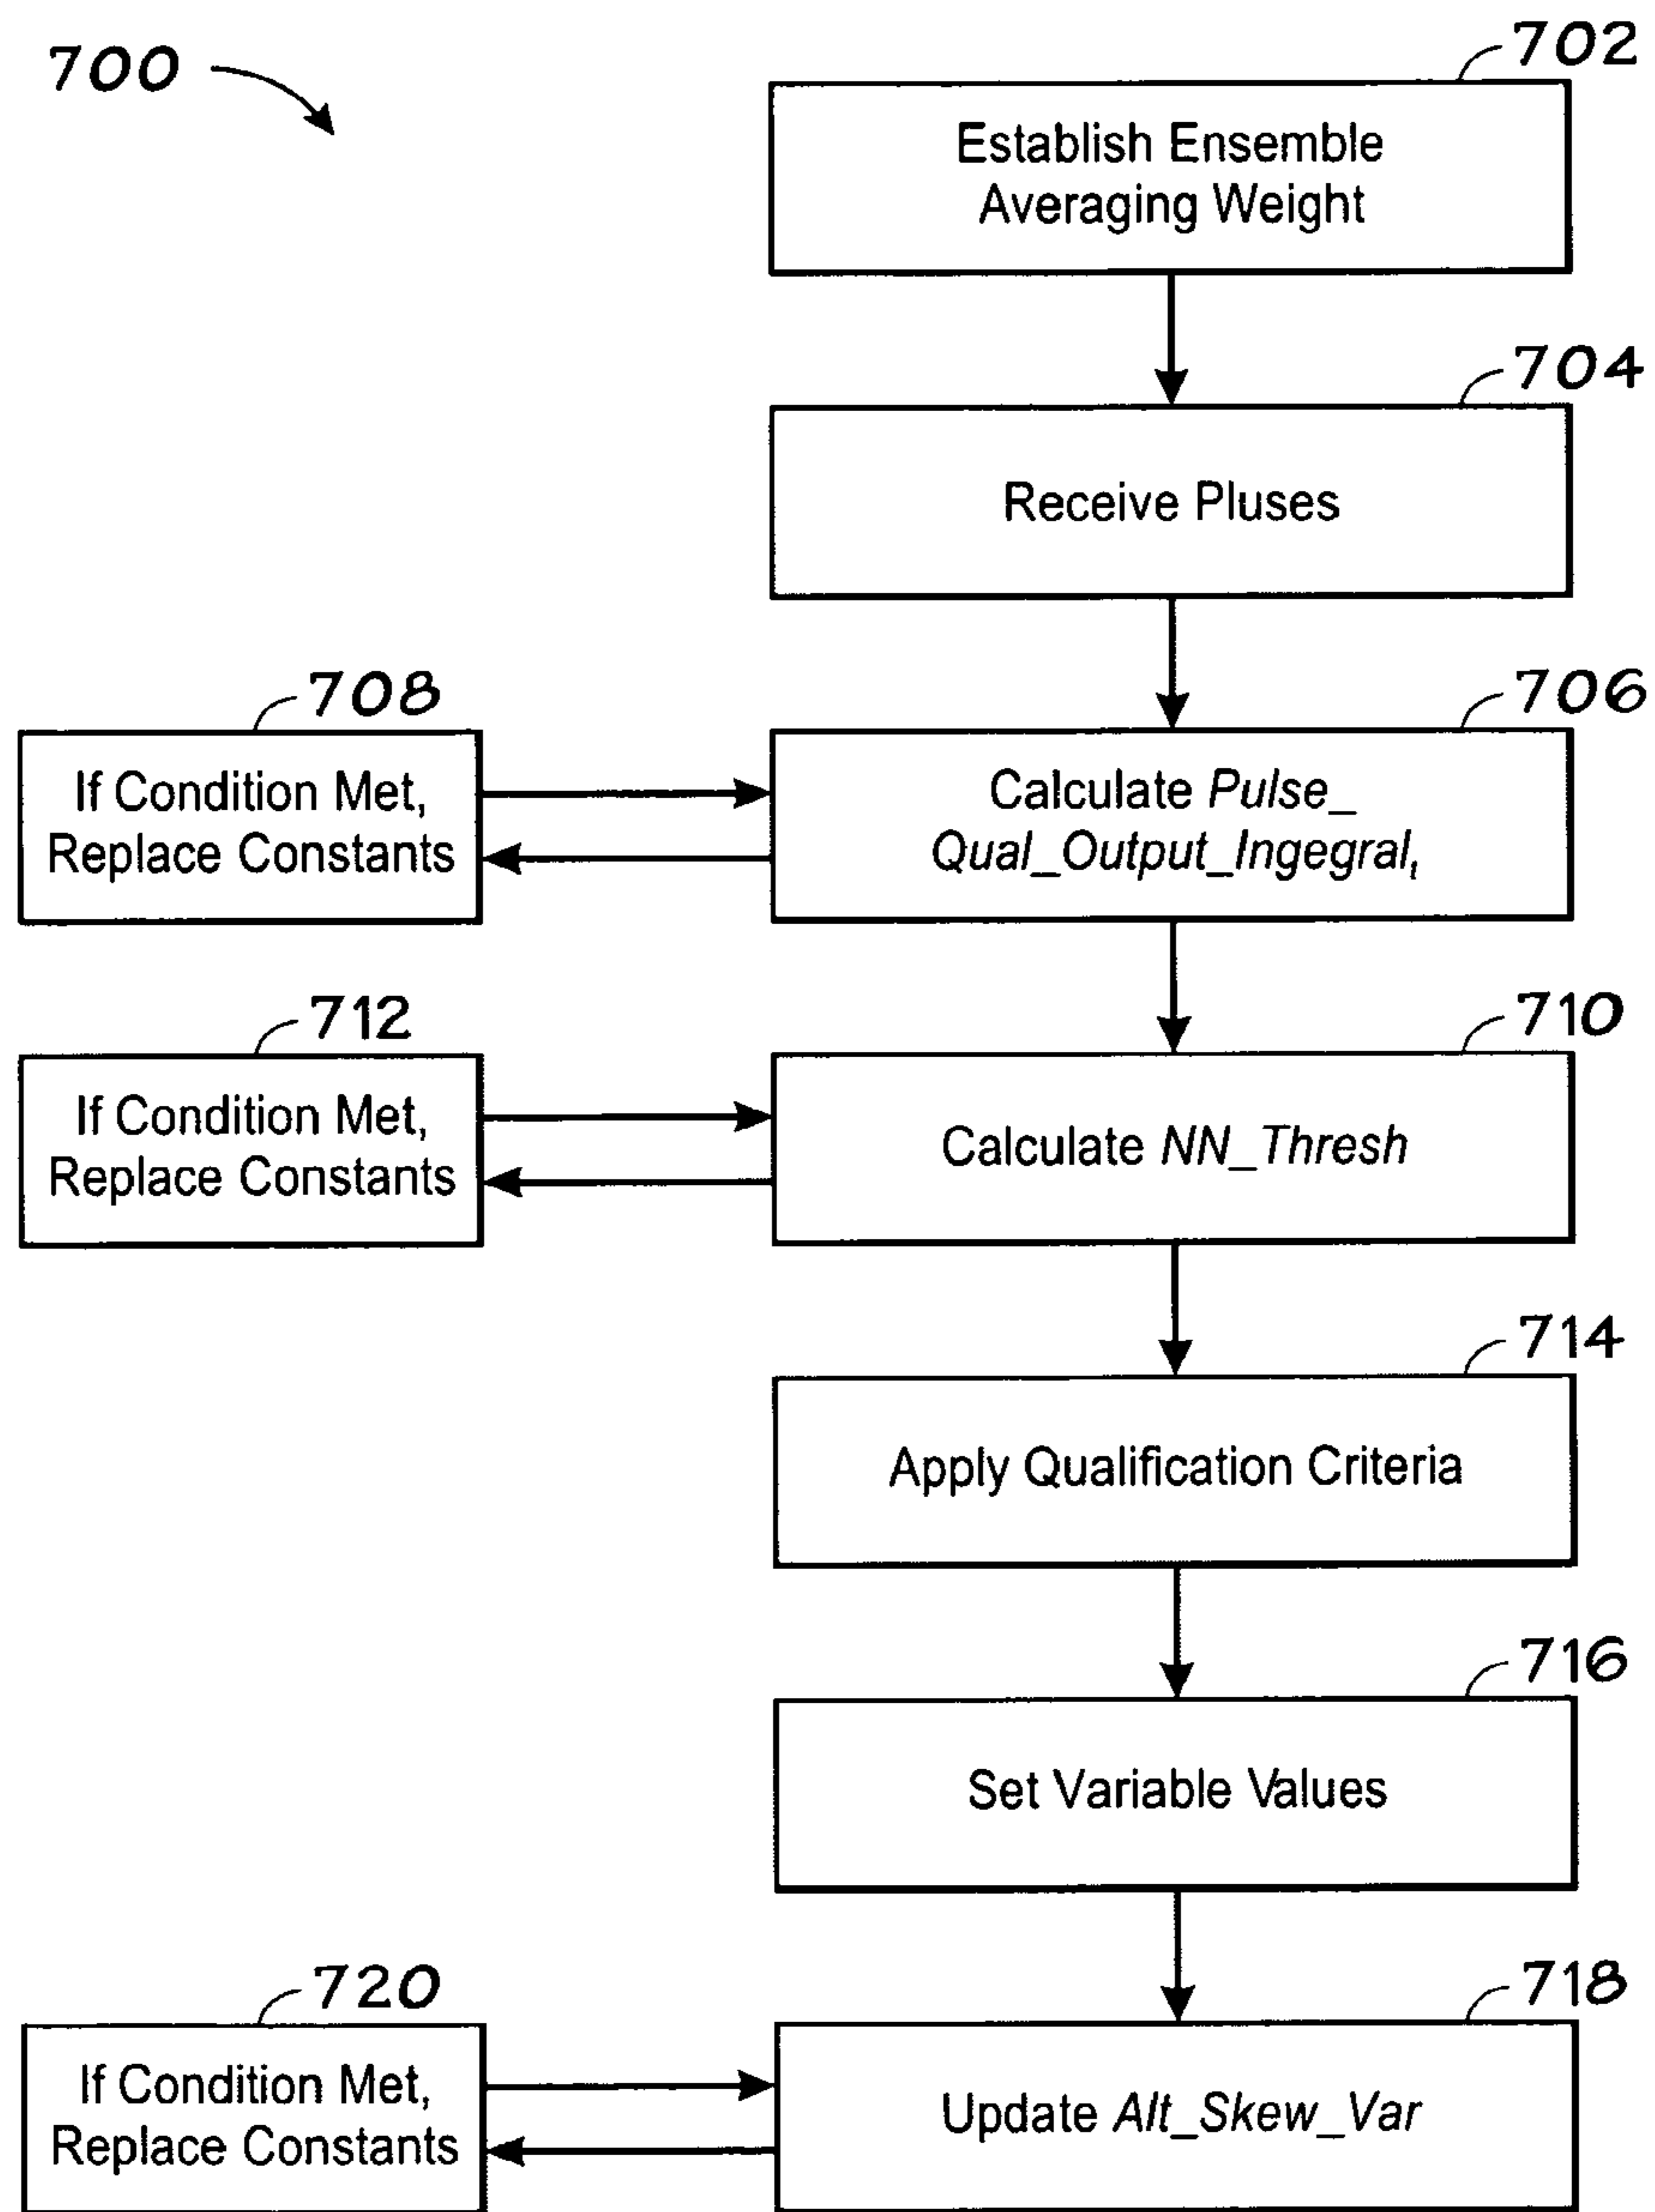 700
702
Establish Ensemble
Averaging Weight
704
Receive Pluses
706
Calculate Pulse_
Qual_Output_Ingegral,
708
If Condition Met,
Replace Constants
710
Calculate NN_Thresh
712
If Condition Met,
Replace Constants
714
Apply Qualification Criteria
716
Set Variable Values
718
Update Alt_Skew_Var
720
If Condition Met,
Replace Constants